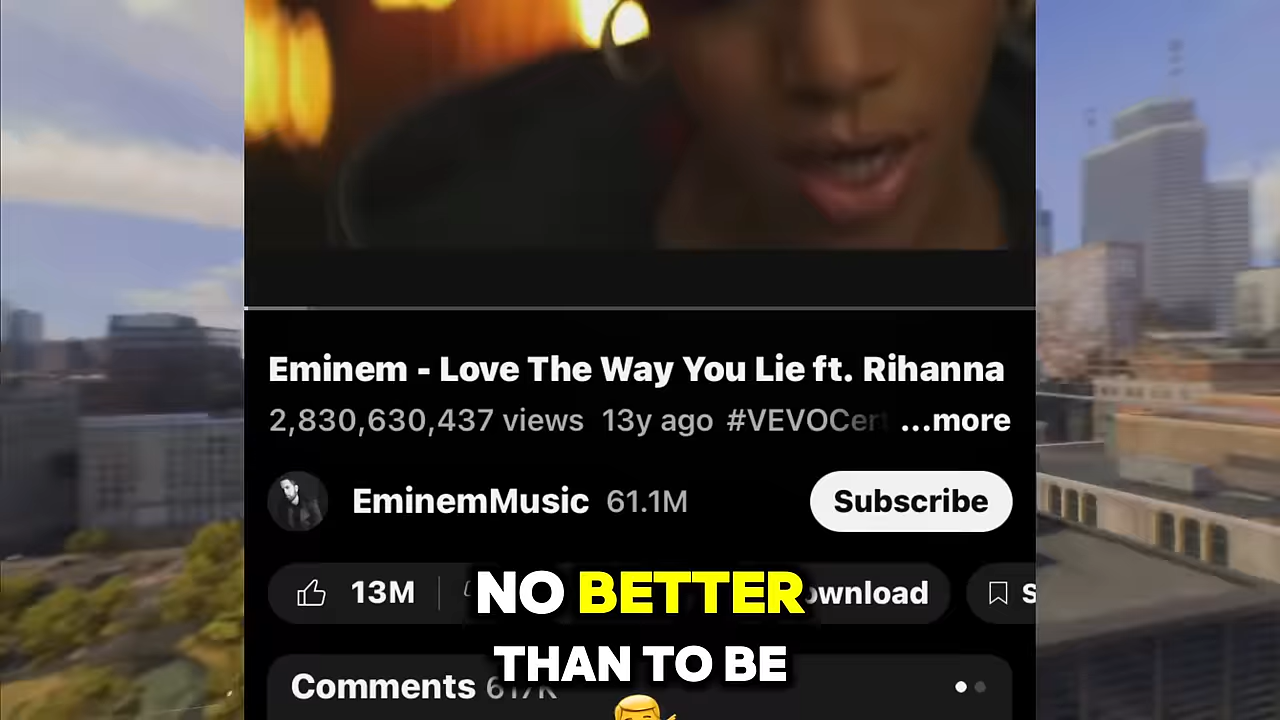 Eminem - Love The Way You Lie ft. Rihanna
2,830,630,437 views 13y ago #VEVOCert ...more
EminemMusic 61.1M
Subscribe
13M
NO BETTER
THAN TO BE
Comments 617K